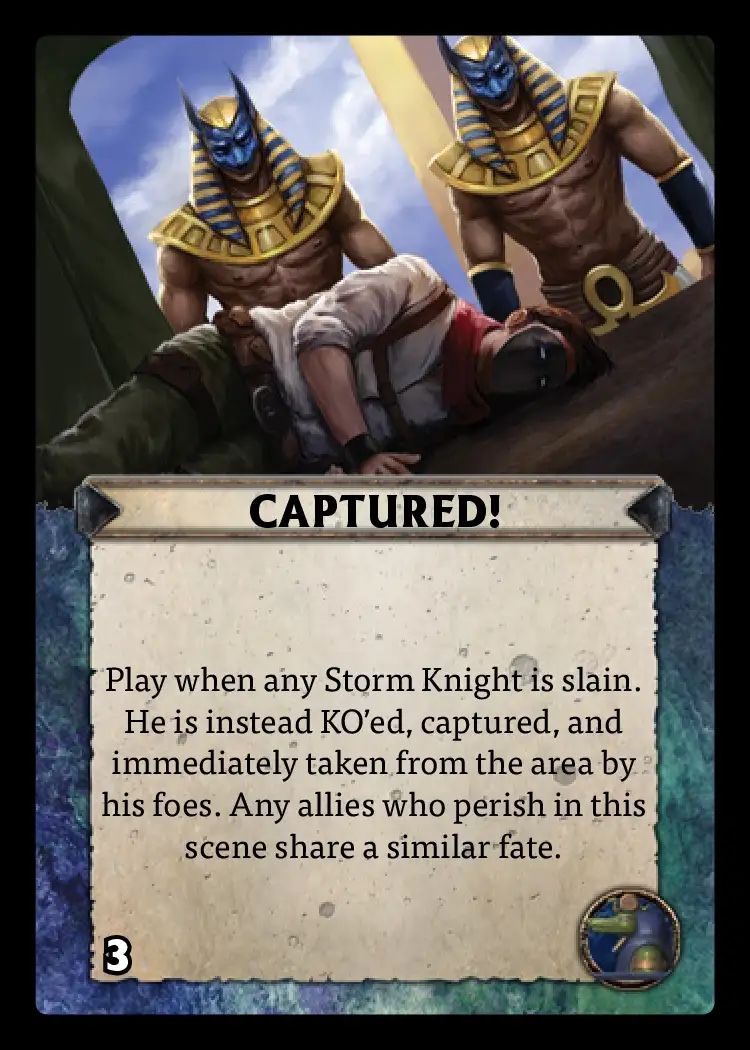 CAPTURED!
Play when any Storm Knight is slain.
He is instead KO’ed, captured, and
immediately taken from the area by
his foes. Any allies who perish in this
scene share a similar fate.
3